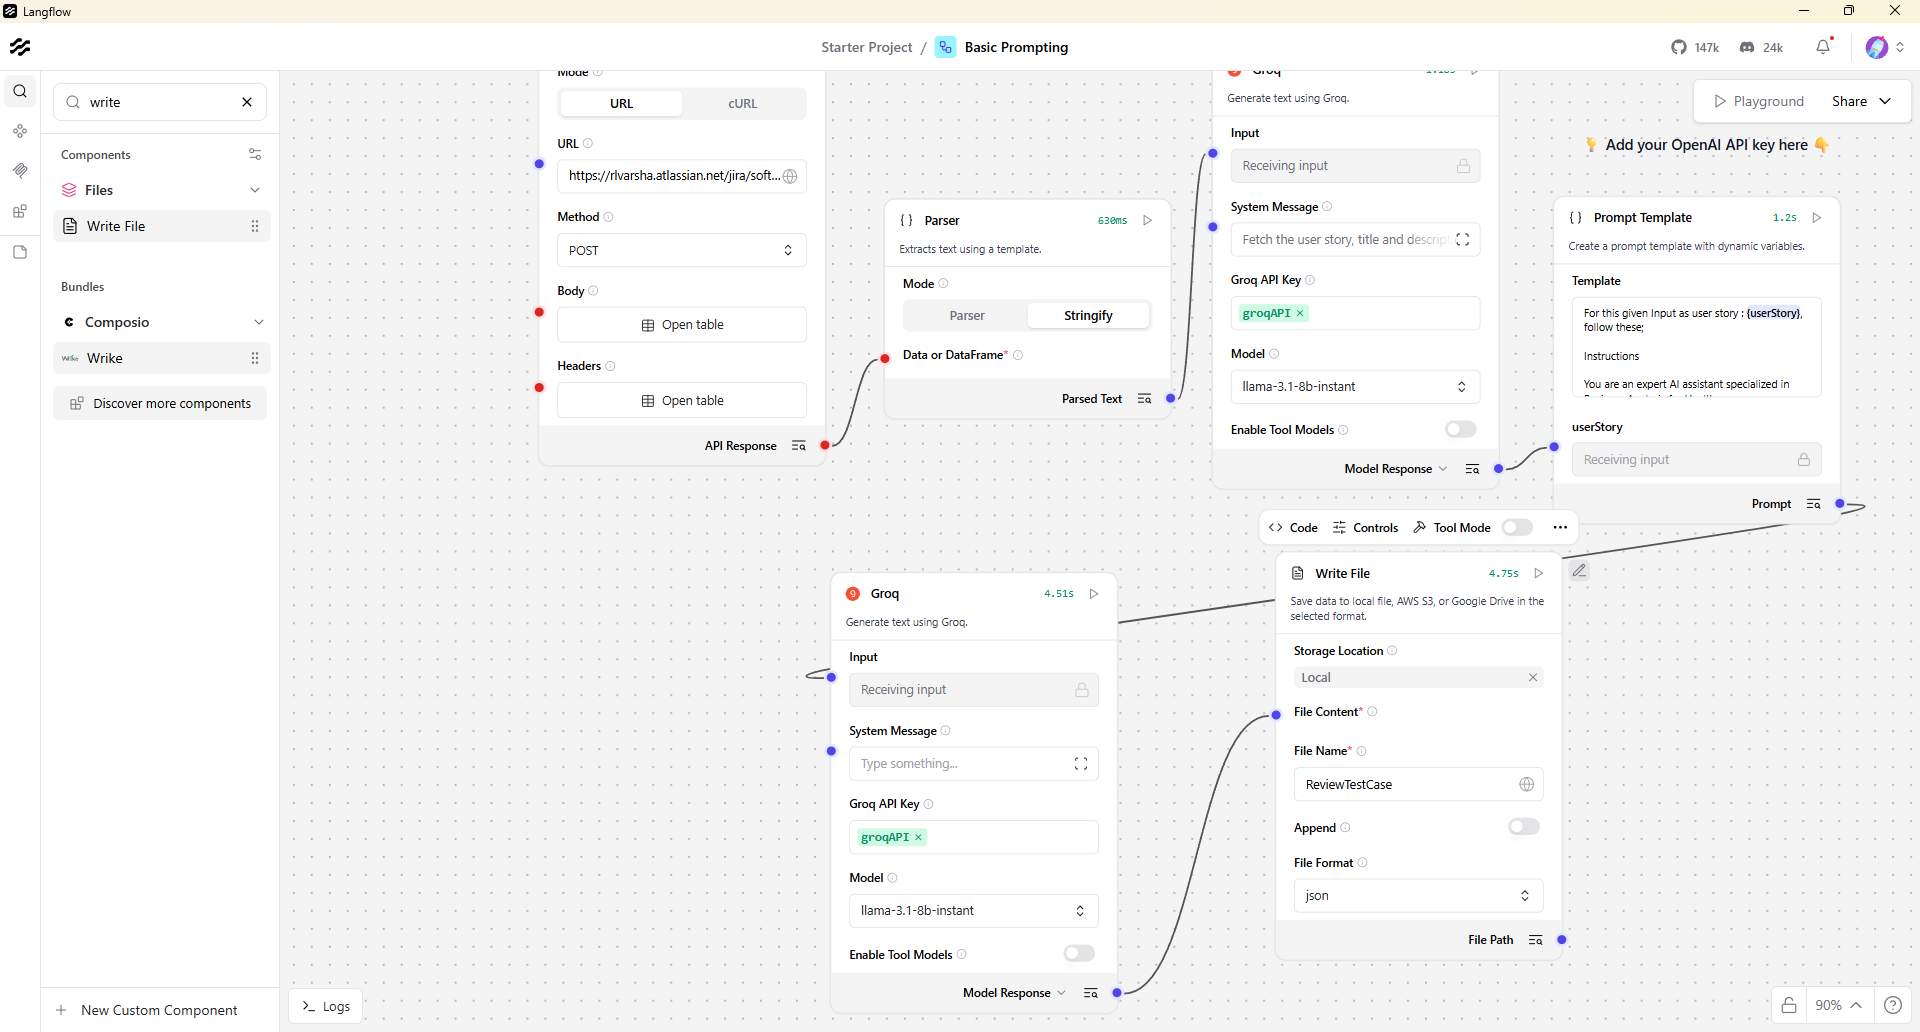 Langflow
Starter Project / Basic Prompting
147k
24k
write
Components
Files
Write File
Bundles
Composio
Wrike
Discover more components
New Custom Component
Logs
Mode
URL
cURL
URL
https://rlvarsha.atlassian.net/jira/soft...
Method
POST
Body
Open table
Headers
Open table
API Response
Parser
630ms
Extracts text using a template.
Mode
Parser
Stringify
Data or DataFrame*
Parsed Text
Groq
Generate text using Groq.
Input
Receiving input
System Message
Fetch the user story, title and descript
Groq API Key
groqAPI ×
Model
llama-3.1-8b-instant
Enable Tool Models
Model Response
Playground
Share
💡 Add your OpenAI API key here 👇
Prompt Template
1.2s
Create a prompt template with dynamic variables.
Template
For this given Input as user story : {userStory},
follow these;
Instructions
You are an expert AI assistant specialized in
userStory
Receiving input
Prompt
Code
Controls
Tool Mode
Groq
4.51s
Generate text using Groq.
Input
Receiving input
System Message
Type something...
Groq API Key
groqAPI ×
Model
llama-3.1-8b-instant
Enable Tool Models
Model Response
Write File
4.75s
Save data to local file, AWS S3, or Google Drive in the
selected format.
Storage Location
Local
File Content*
File Name*
ReviewTestCase
Append
File Format
json
File Path
90%